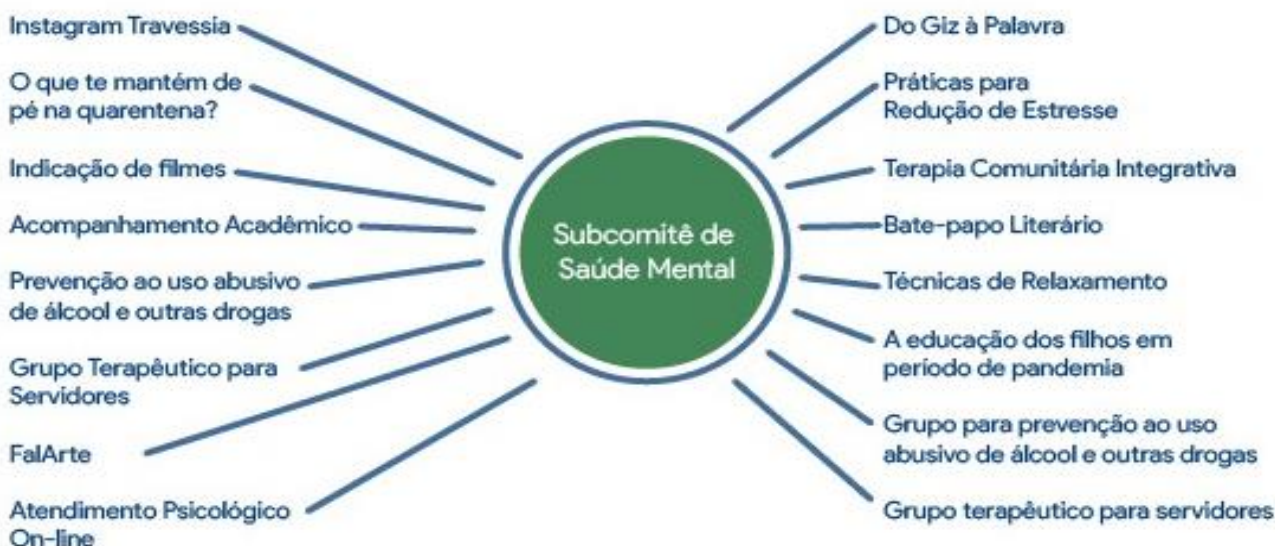 Instagram Travessia
O que te mantém de
pé na quarentena?
Indicação de filmes
Acompanhamento Acadêmico
Prevenção ao uso abusivo
de álcool e outras drogas
Grupo Terapêutico para
Servidores
FalArte
Atendimento Psicológico
On-line
Subcomitê de
Saúde Mental
Do Giz à Palavra
Práticas para
Redução de Estresse
Terapia Comunitária Integrativa
Bate-papo Literário
Técnicas de Relaxamento
A educação dos filhos em
período de pandemia
Grupo para prevenção ao uso
abusivo de álcool e outras drogas
Grupo terapêutico para servidores